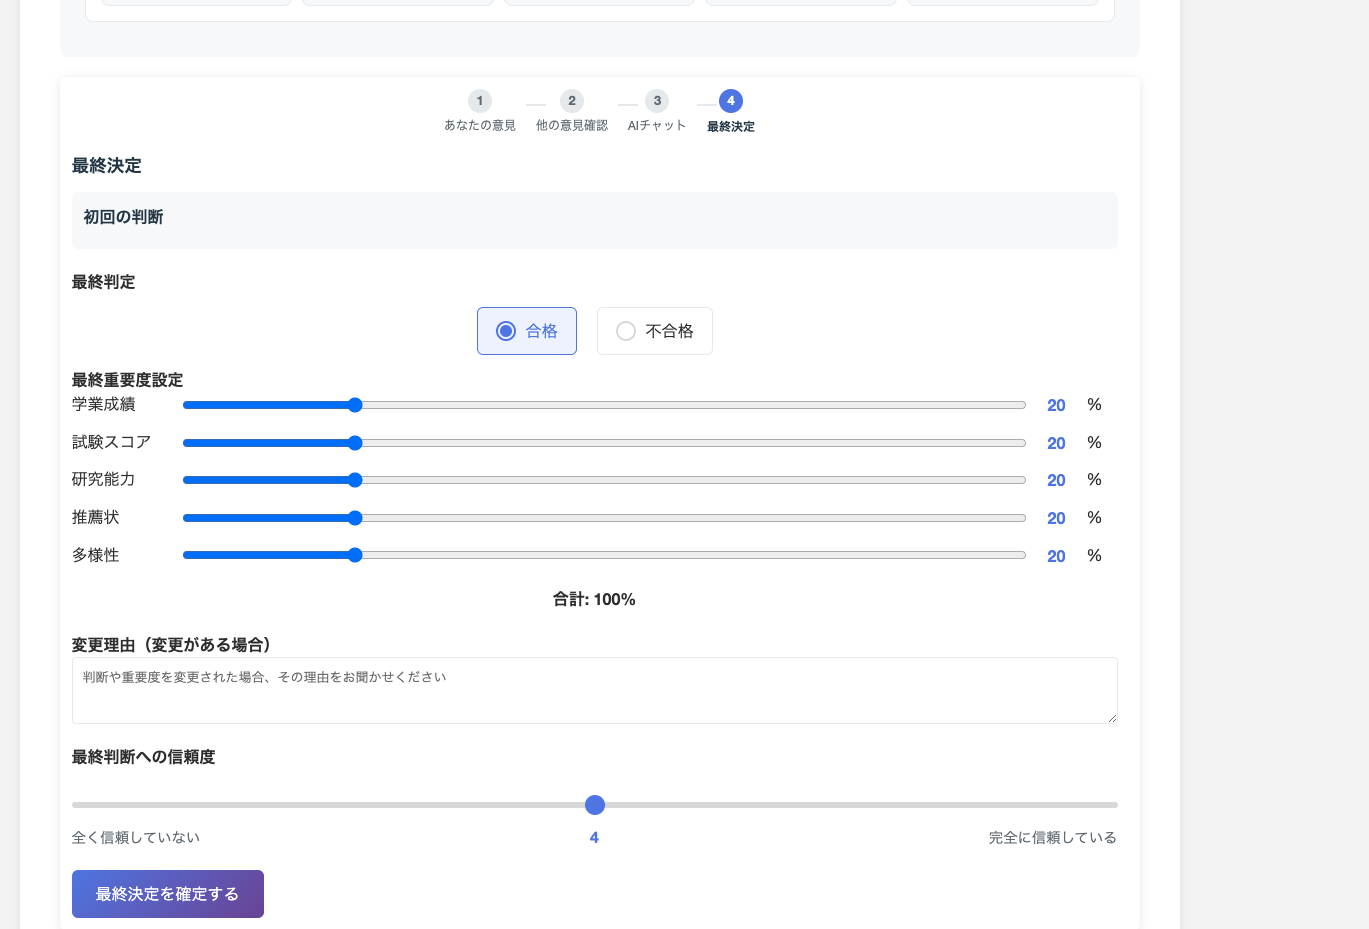 1 2 3 4
あなたの意見 他の意見確認 AIチャット 最終決定
最終決定
初回の判断
最終判定
合格 不合格
最終重要度設定
学業成績 20 %
試験スコア 20 %
研究能力 20 %
推薦状 20 %
多様性 20 %
合計: 100%
変更理由（変更がある場合）
判断や重要度を変更された場合、その理由をお聞かせください
最終判断への信頼度
全く信頼していない 4 完全に信頼している
最終決定を確定する